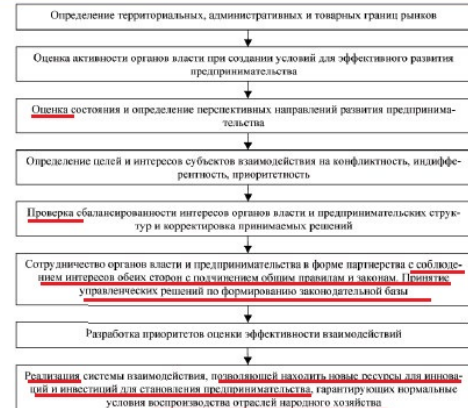 Определение территориальных, административных и товарных границ рынков
Оценка активности органов власти при создании условий для эффективного развития
предпринимательства
Оценка состояния и определение перспективных направлений развития предпринима-
тельства
Определение целей и интересов субъектов взаимодействия на конфликтность, индиффе-
рентность, приоритетность
Проверка сбалансированности интересов органов власти и предпринимательских струк-
тур и корректировка принимаемых решений
Сотрудничество органов власти и предпринимательства в форме партнерства с соблюде-
нием интересов обеих сторон с подчинением общим правилам и законам. Принятие
управленческих решений по формированию законодательной базы
Разработка приоритетов оценки эффективности взаимодействий
Реализация системы взаимодействия, позволяющей находить новые ресурсы для иннова-
ций и инвестиций для становления предпринимательства, гарантирующих нормальные
условия воспроизводства отраслей народного хозяйства